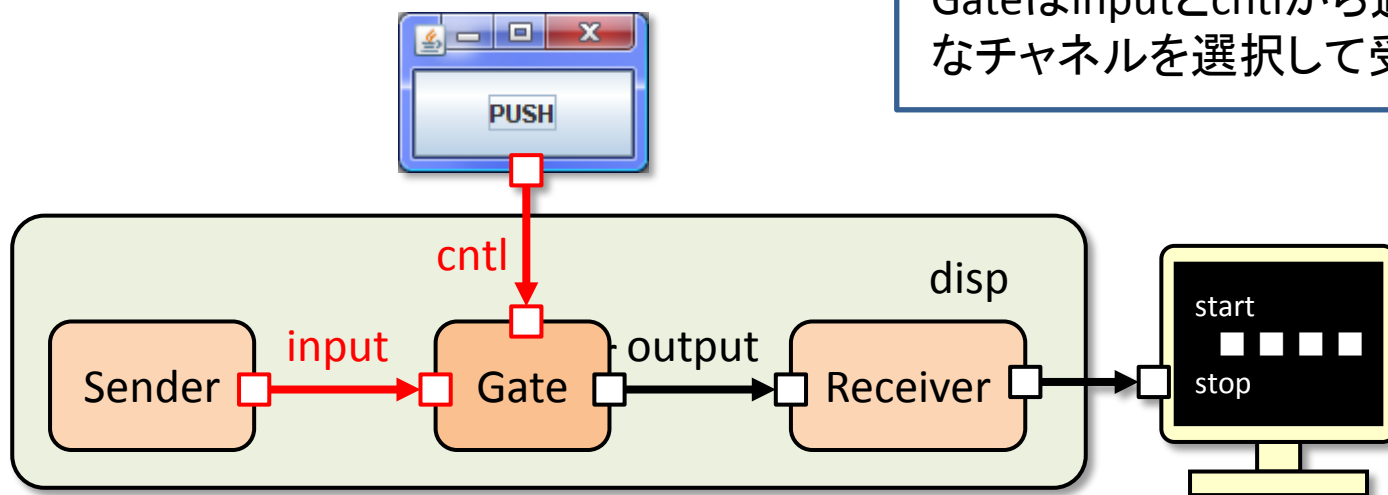 なチャネルを選択して受
PUSH
cntl
disp
start
input
output
Sender
Gate
Receiver
stop